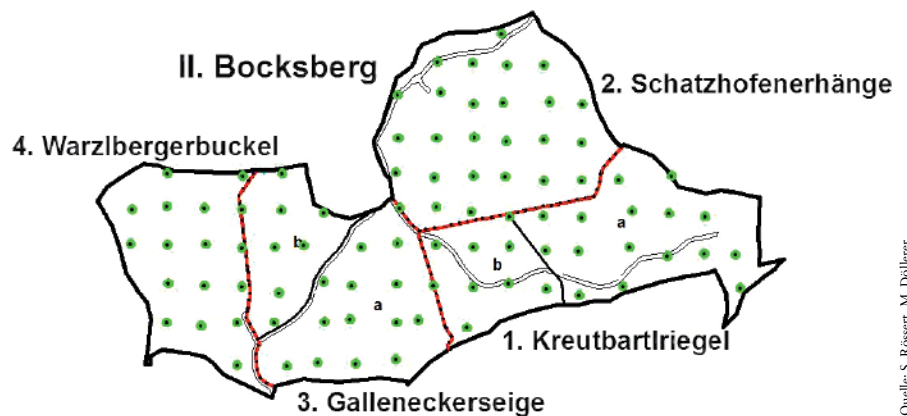 II. Bocksberg
2. Schatzhofenerhänge
4. Warzlbergerbuckel
b
a
b
a
1. Kreutbartlriegel
3. Galleneckerseige
Quelle: S. Rössert, M. Döllerer